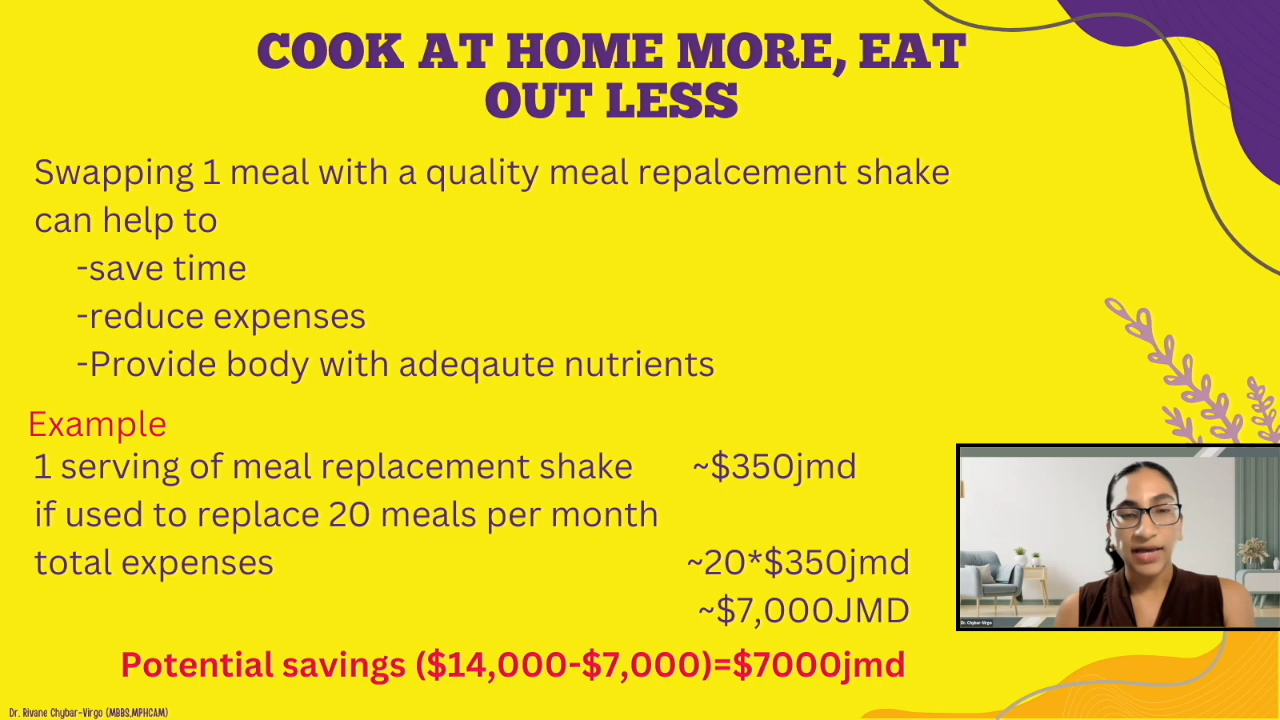 COOK AT HOME MORE, EAT
OUT LESS
Swapping 1 meal with a quality meal repalcement shake
can help to
-save time
-reduce expenses
-Provide body with adeqaute nutrients
Example
1 serving of meal replacement shake ~$350jmd
if used to replace 20 meals per month
total expenses ~20*$350jmd
~$7,000JMD
Potential savings ($14,000-$7,000)=$7000jmd
Dr. Chybar-Virgo
Dr. Rivane Chybar-Virgo (MBBS,MPHCAM)